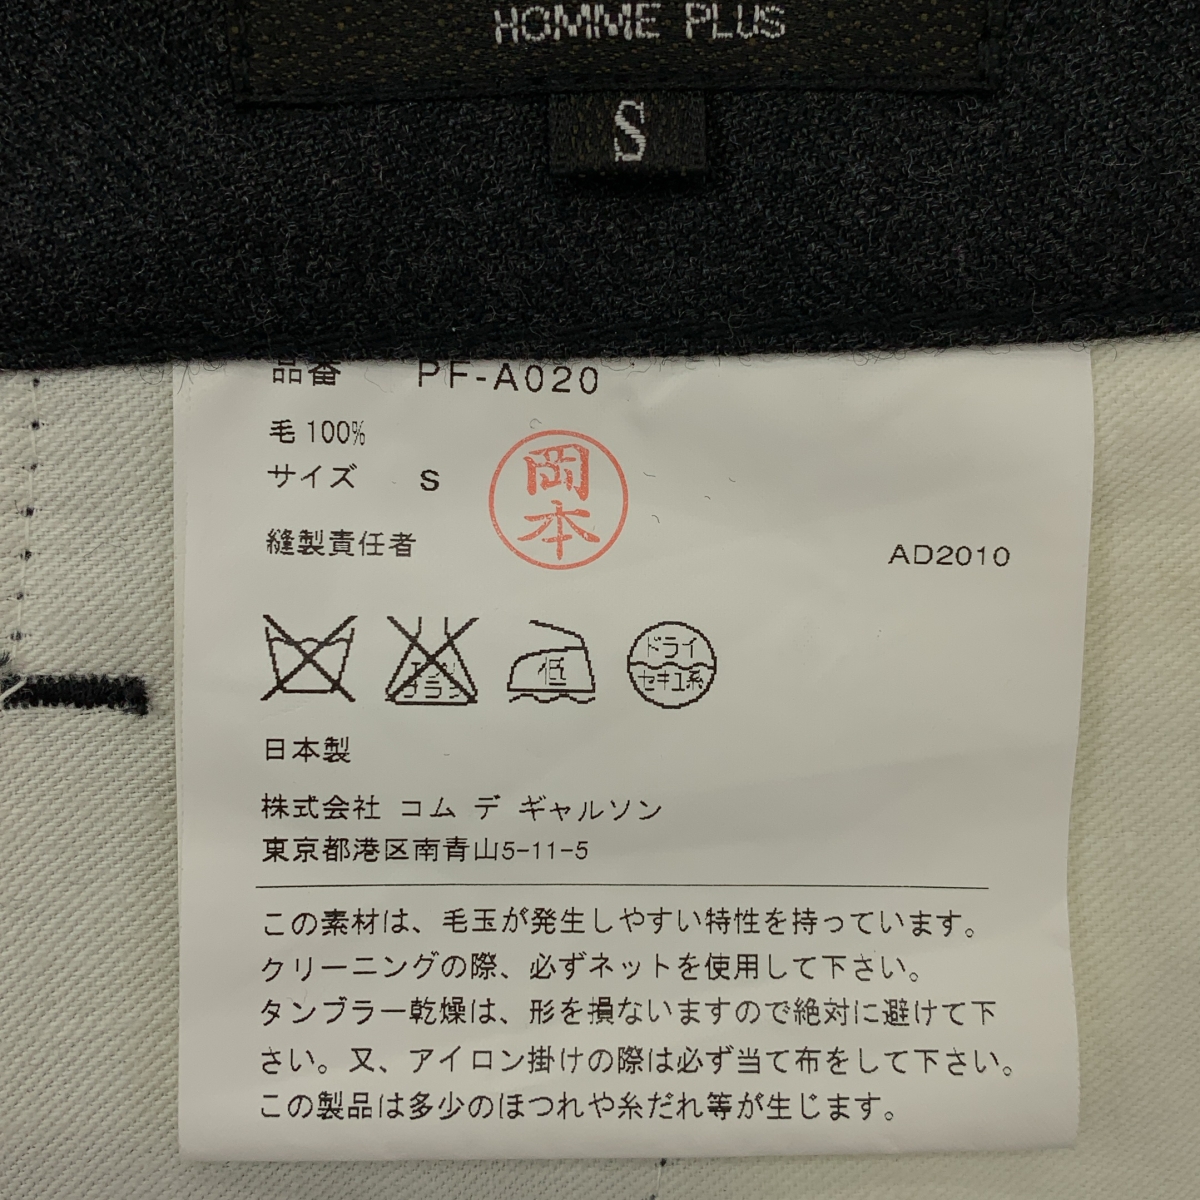 HOMME PLUS
S
品番 PF-A020
毛 100%
サイズ S
岡
本
縫製責任者
AD2010
エンソ
サラシ
低
ドライ
セキユ系
日本製
株式会社 コム デ ギャルソン
東京都港区南青山5-11-5
この素材は、毛玉が発生しやすい特性を持っています。
クリーニングの際、必ずネットを使用して下さい。
タンブラー乾燥は、形を損ないますので絶対に避けて下
さい。又、アイロン掛けの際は必ず当て布をして下さい。
この製品は多少のほつれや糸だれ等が生じます。